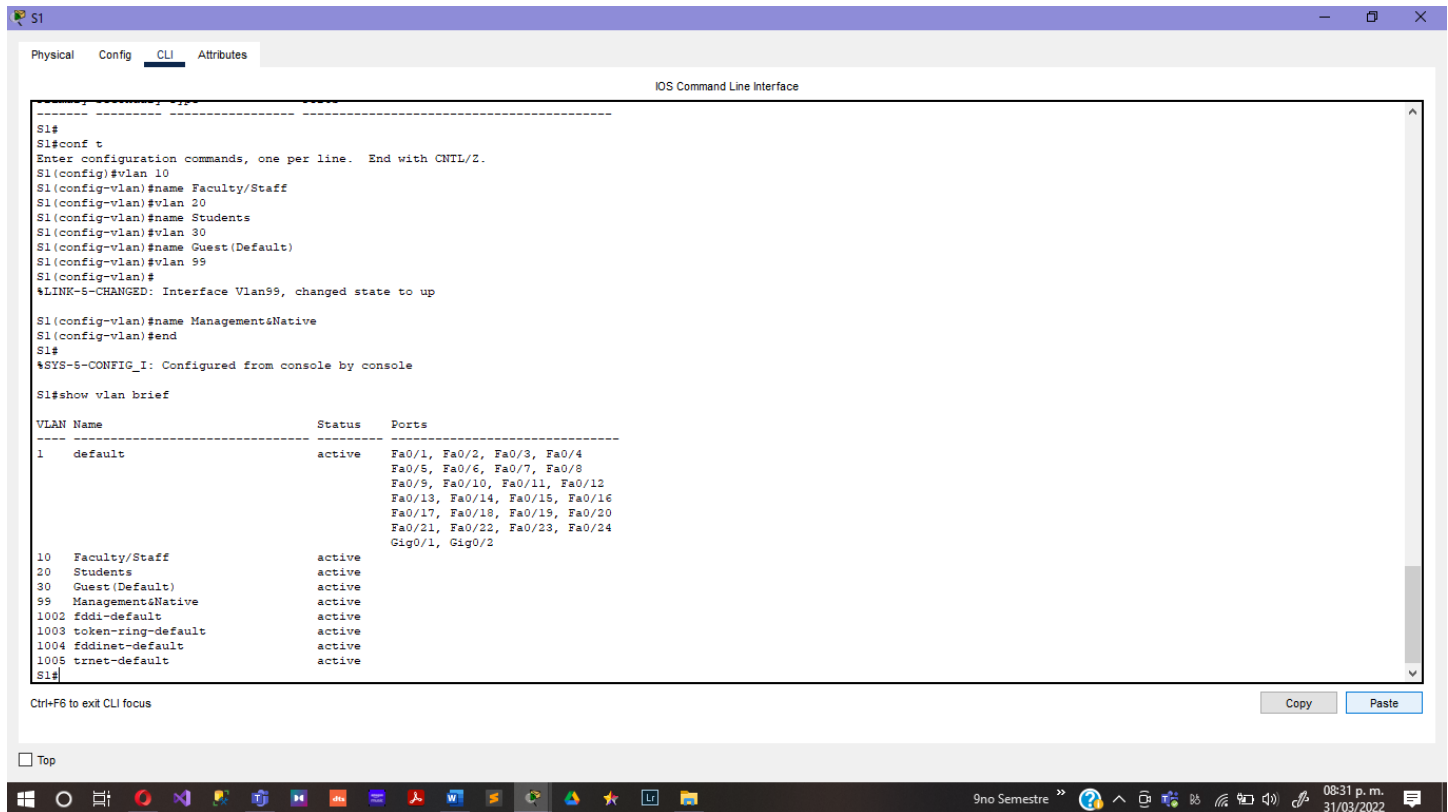 S1
Physical Config CLI Attributes
IOS Command Line Interface
------- --------- ----------------- ------------------------------------------
S1#
S1#conf t
Enter configuration commands, one per line.  End with CNTL/Z.
S1(config)#vlan 10
S1(config-vlan)#name Faculty/Staff
S1(config-vlan)#vlan 20
S1(config-vlan)#name Students
S1(config-vlan)#vlan 30
S1(config-vlan)#name Guest(Default)
S1(config-vlan)#vlan 99
S1(config-vlan)#
%LINK-5-CHANGED: Interface Vlan99, changed state to up
S1(config-vlan)#name Management&Native
S1(config-vlan)#end
S1#
%SYS-5-CONFIG_I: Configured from console by console
S1#show vlan brief
VLAN Name                             Status    Ports
---- -------------------------------- --------- -------------------------------
1    default                          active    Fa0/1, Fa0/2, Fa0/3, Fa0/4
                                                Fa0/5, Fa0/6, Fa0/7, Fa0/8
                                                Fa0/9, Fa0/10, Fa0/11, Fa0/12
                                                Fa0/13, Fa0/14, Fa0/15, Fa0/16
                                                Fa0/17, Fa0/18, Fa0/19, Fa0/20
                                                Fa0/21, Fa0/22, Fa0/23, Fa0/24
                                                Gig0/1, Gig0/2
10   Faculty/Staff                    active
20   Students                         active
30   Guest(Default)                   active
99   Management&Native                active
1002 fddi-default                     active
1003 token-ring-default               active
1004 fddinet-default                  active
1005 trnet-default                    active
S1#
Ctrl+F6 to exit CLI focus
Copy Paste
Top
9no Semestre
08:31 p. m.
31/03/2022